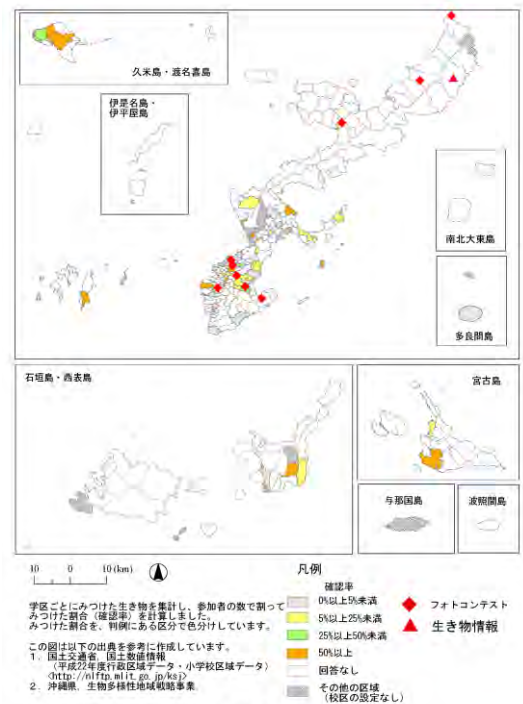 久米島・渡名喜島
伊是名島・
伊平屋島
南北大東島
多良間島
石垣島・西表島
宮古島
与那国島
波照間島
10 0 10(km)
凡例
確認率
0%以上5%未満
5%以上25%未満
25%以上50%未満
50%以上
回答なし
その他の区域
(校区の設定なし)
フォトコンテスト
生き物情報
学区ごとにみつけた生き物を集計し、参加者の数で割って
みつけた割合(確認率)を計算しました。
みつけた割合を、判例にある区分で色分けしています。
この図は以下の出典を参考に作成しています。
1. 国土交通省、国土数値情報
(平成22年度行政区域データ・小学校区域データ)
<http://nlftp.mlit.go.jp/ksj>
2. 沖縄県、生物多様性地域戦略事業、